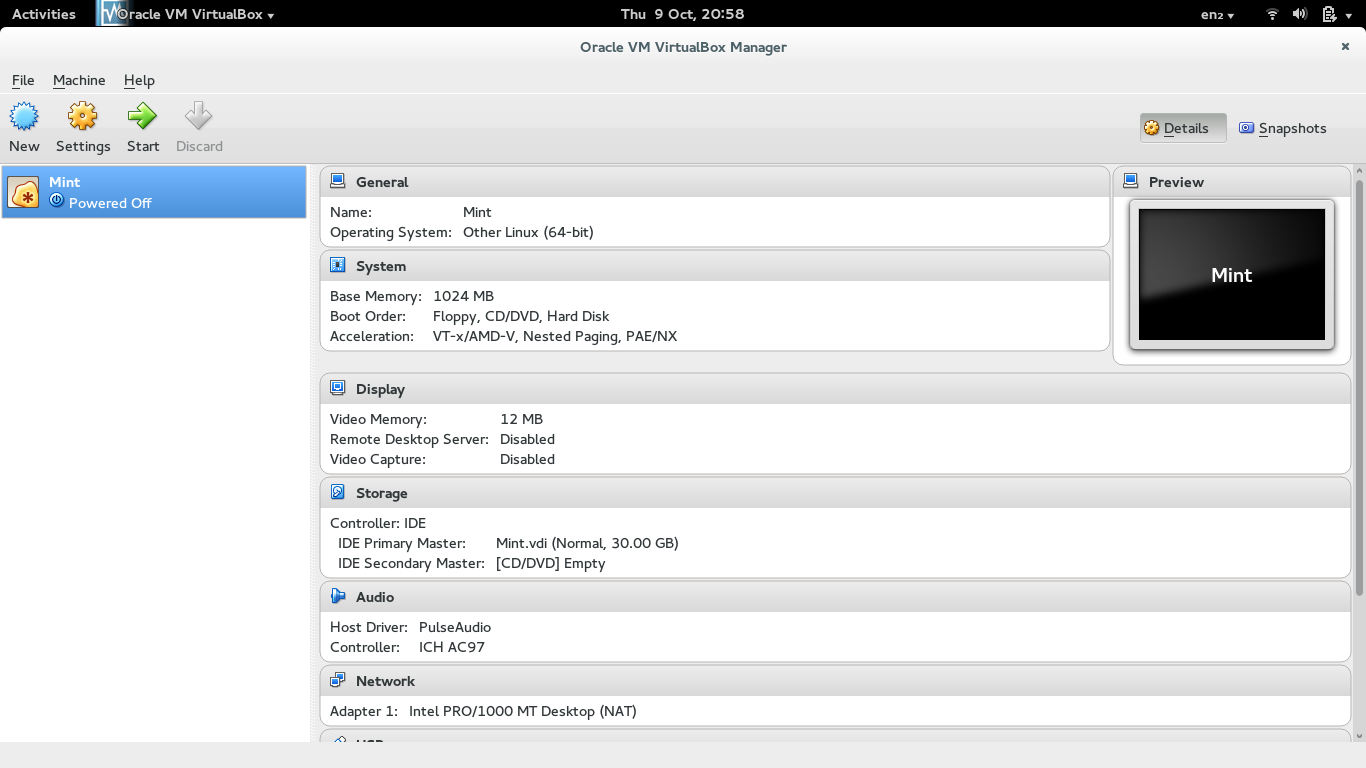 Activities Oracle VM VirtualBox Thu 9 Oct, 20:58 en₂
Oracle VM VirtualBox Manager
File Machine Help
New Settings Start Discard Details Snapshots
Mint
Powered Off
General
Name: Mint
Operating System: Other Linux (64-bit)
System
Base Memory: 1024 MB
Boot Order: Floppy, CD/DVD, Hard Disk
Acceleration: VT-x/AMD-V, Nested Paging, PAE/NX
Preview
Mint
Display
Video Memory: 12 MB
Remote Desktop Server: Disabled
Video Capture: Disabled
Storage
Controller: IDE
IDE Primary Master: Mint.vdi (Normal, 30.00 GB)
IDE Secondary Master: [CD/DVD] Empty
Audio
Host Driver: PulseAudio
Controller: ICH AC97
Network
Adapter 1: Intel PRO/1000 MT Desktop (NAT)